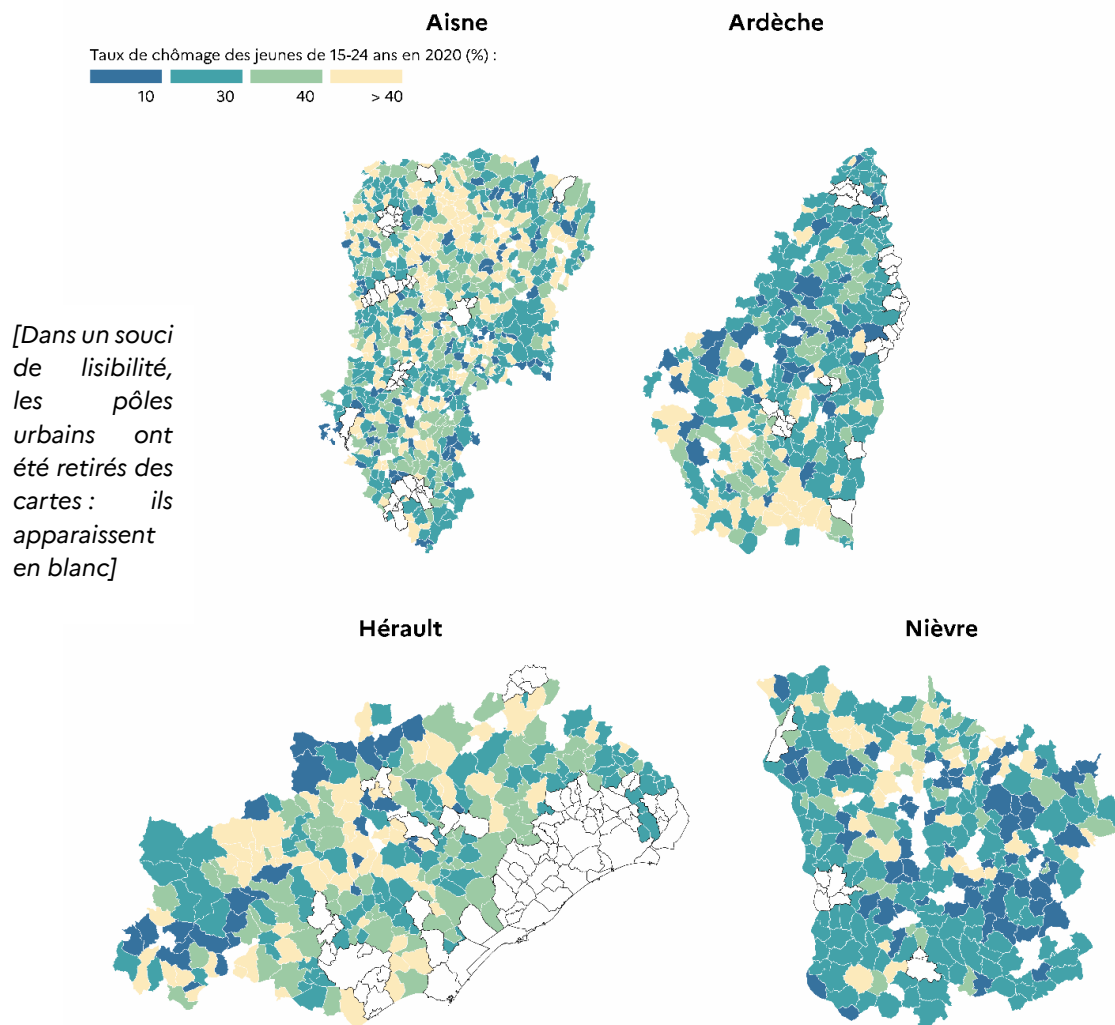 Aisne
Ardèche
Taux de chômage des jeunes de 15-24 ans en 2020 (%) :
10 30 40 > 40
[Dans un souci
de lisibilité,
les pôles
urbains ont
été retirés des
cartes : ils
apparaissent
en blanc]
Hérault
Nièvre